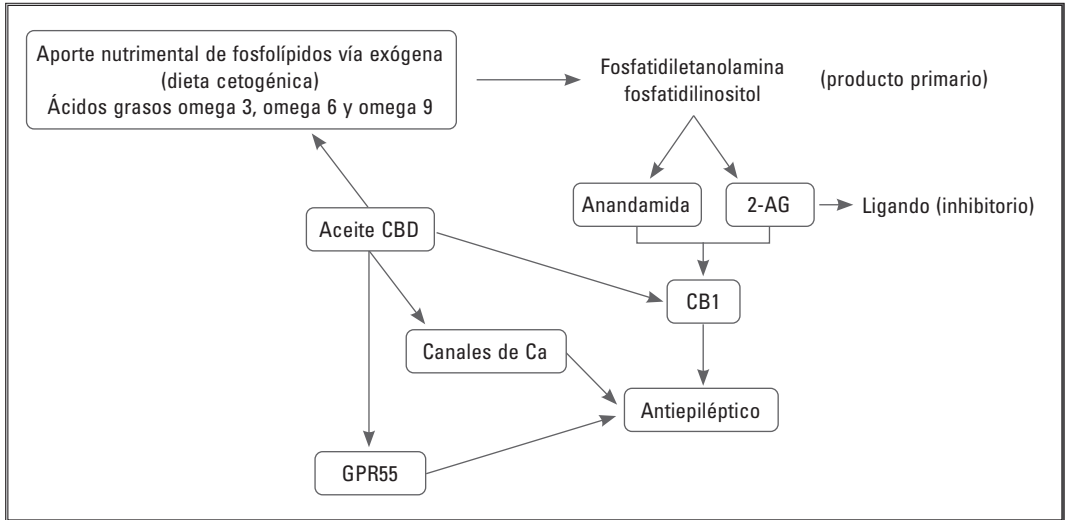 Aporte nutrimental de fosfolípidos vía exógena
(dieta cetogénica)
Ácidos grasos omega 3, omega 6 y omega 9
Fosfatidiletanolamina
fosfatidilinositol
(producto primario)
Anandamida
2-AG
Ligando (inhibitorio)
Aceite CBD
CB1
Canales de Ca
Antiepiléptico
GPR55